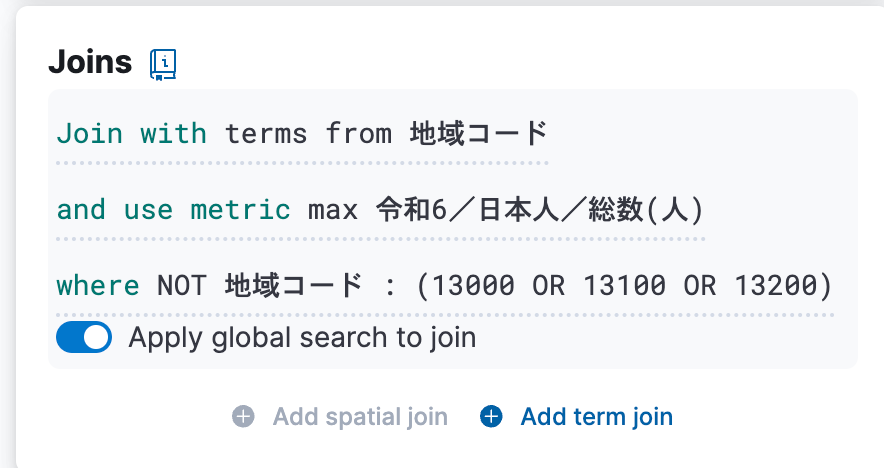 Joins
Join with terms from 地域コード
and use metric max 令和6／日本人／総数(人)
where NOT 地域コード : (13000 OR 13100 OR 13200)
Apply global search to join
Add spatial join Add term join